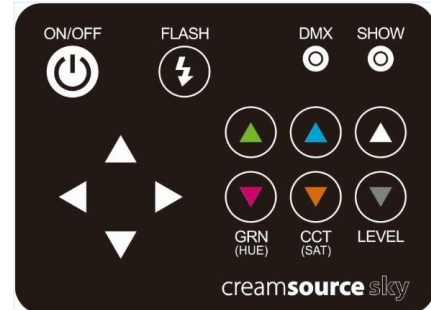 ON/OFF
FLASH
DMX
SHOW
GRN
(HUE)
CCT
(SAT)
LEVEL
creamsource sky